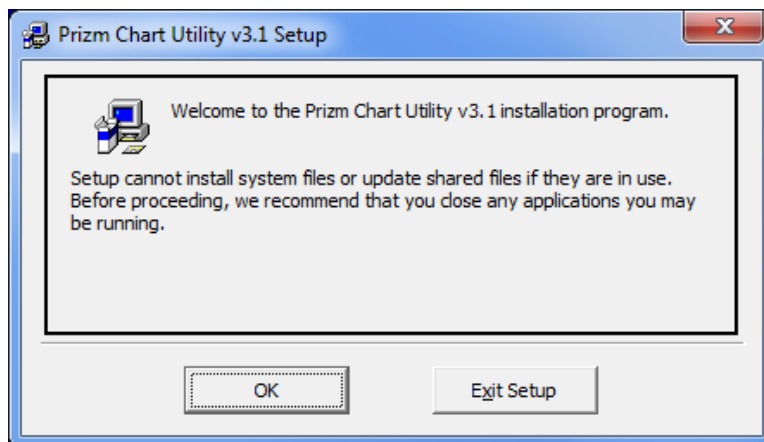 Prizm Chart Utility v3.1 Setup
X
Welcome to the Prizm Chart Utility v3.1 installation program.
Setup cannot install system files or update shared files if they are in use.
Before proceeding, we recommend that you close any applications you may
be running.
OK
Exit Setup